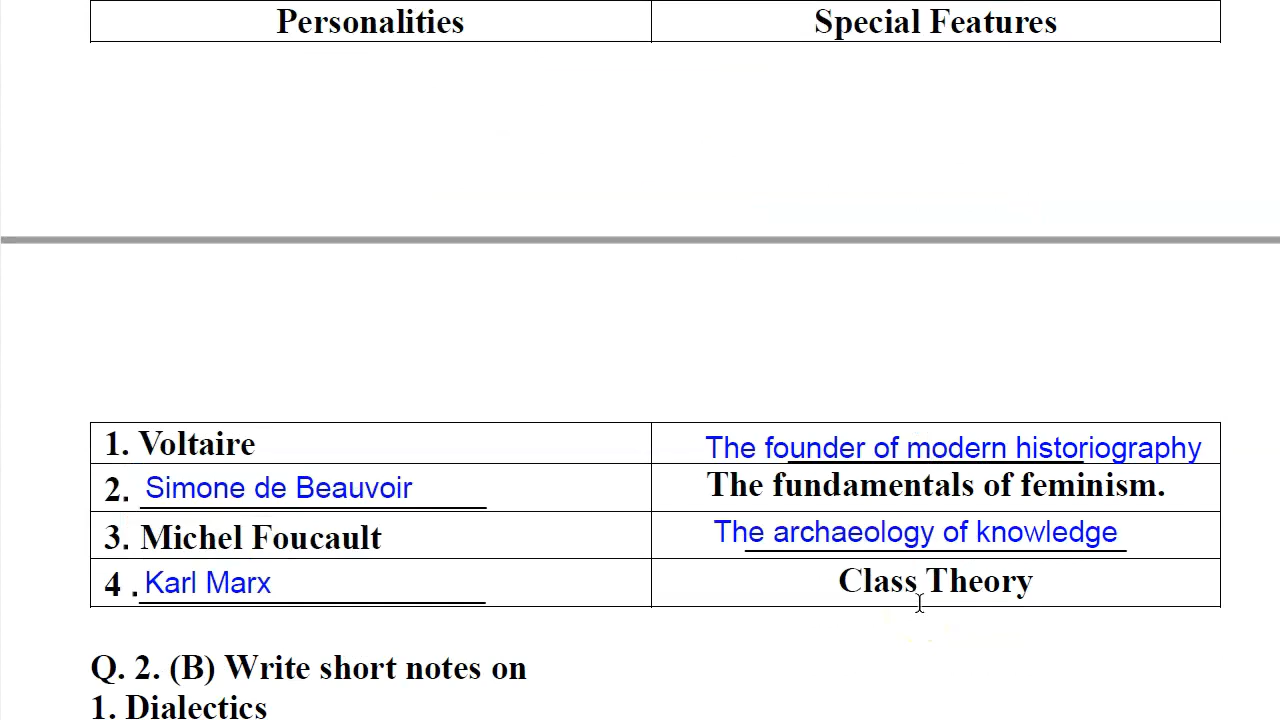 Personalities Special Features
1. Voltaire The founder of modern historiography
2. Simone de Beauvoir The fundamentals of feminism.
3. Michel Foucault The archaeology of knowledge
4 . Karl Marx Class Theory
Q. 2. (B) Write short notes on
1. Dialectics